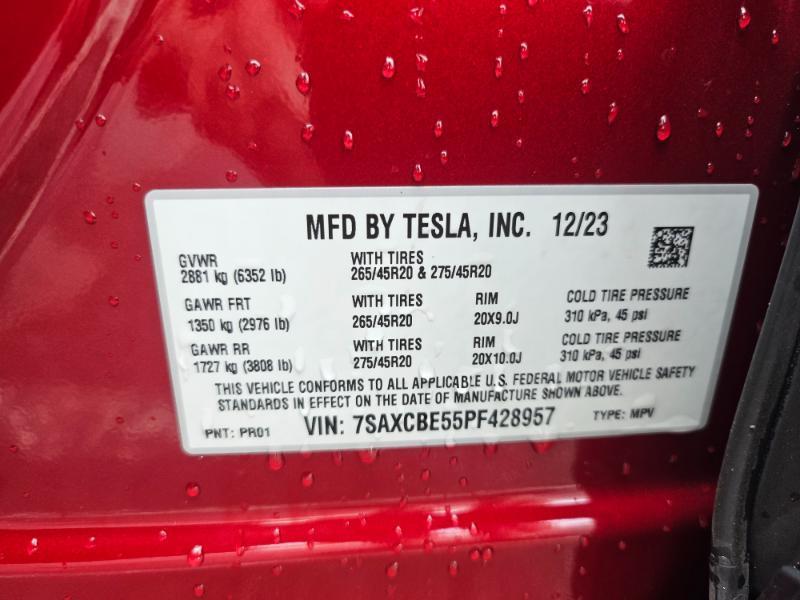 MFD BY TESLA, INC. 12/23
GVWR WITH TIRES
2881 kg (6352 lb) 265/45R20 & 275/45R20
GAWR FRT WITH TIRES RIM COLD TIRE PRESSURE
1350 kg (2976 lb) 265/45R20 20X9.0J 310 kPa, 45 psi
GAWR RR WITH TIRES RIM COLD TIRE PRESSURE
1727 kg (3808 lb) 275/45R20 20X10.0J 310 kPa, 45 psi
THIS VEHICLE CONFORMS TO ALL APPLICABLE U.S. FEDERAL MOTOR VEHICLE SAFETY
STANDARDS IN EFFECT ON THE DATE OF MANUFACTURE SHOWN ABOVE.
PNT: PR01 VIN: 7SAXCBE55PF428957 TYPE: MPV